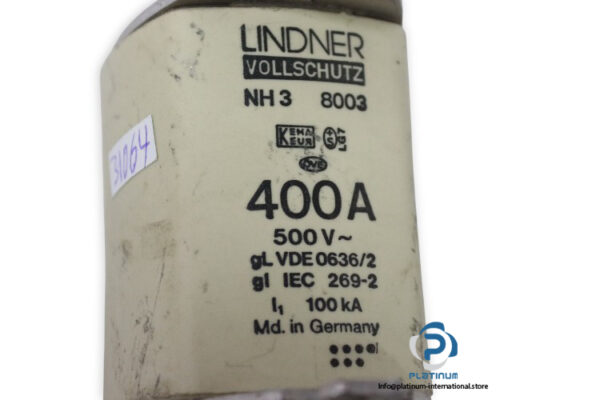 LINDNER
VOLLSCHUTZ
NH 3 8003
KEMA
KEUR
400A
500 V~
gL VDE 0636/2
gI IEC 269-2
I₁ 100 kA
Md. in Germany
31064
PLATINUM
Info@platinum-international.store